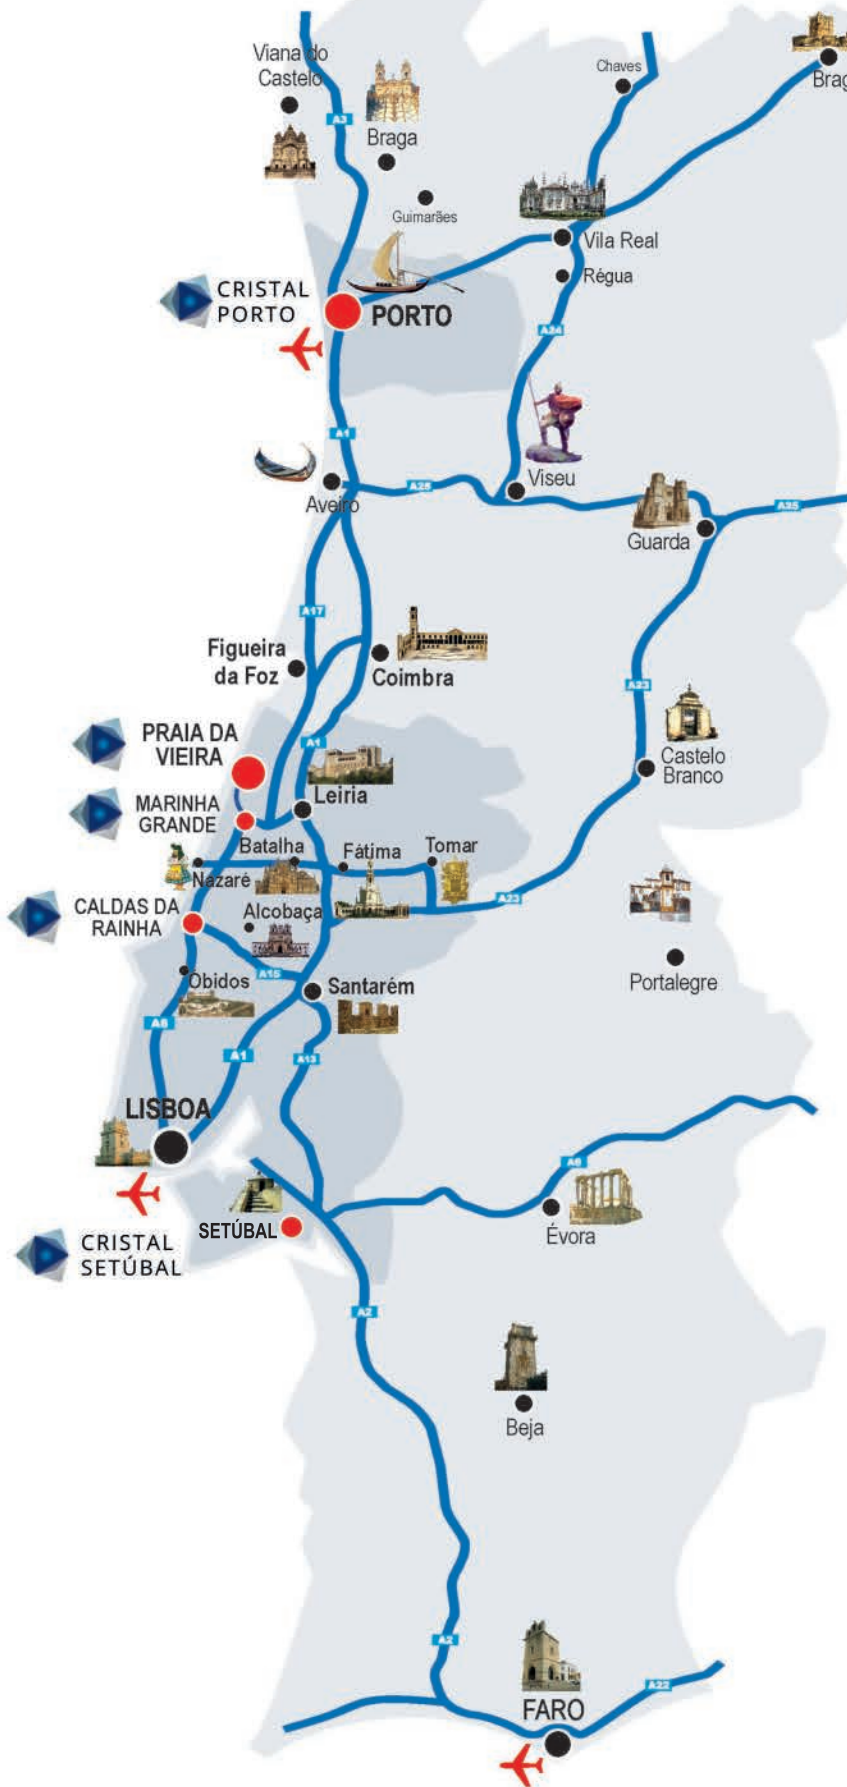 Viana do
Castelo
A3
Braga
Guimarães
Chaves
Brag
Vila Real
Régua
CRISTAL
PORTO
PORTO
A24
A1
Viseu
Aveiro
A25
A25
Guarda
A17
Figueira
da Foz
Coimbra
A23
PRAIA DA
VIEIRA
A1
Castelo
Branco
MARINHA
GRANDE
Leiria
Batalha
Fátima
Tomar
Nazaré
A23
CALDAS DA
RAINHA
Alcobaça
Portalegre
Óbidos
A15
Santarém
A8
A1
A13
LISBOA
A6
SETÚBAL
Évora
CRISTAL
SETÚBAL
A2
Beja
A2
A22
FARO